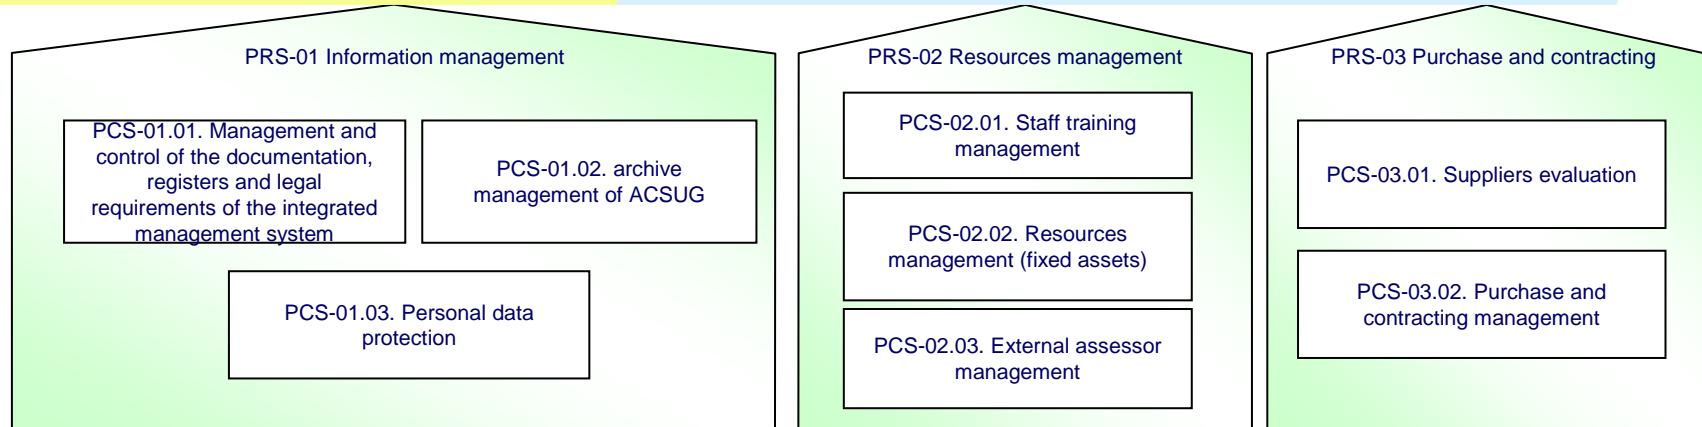 PRS-01 Information management
PCS-01.01. Management and
control of the documentation,
registers and legal
requirements of the integrated
management system
PCS-01.02. archive
management of ACSUG
PCS-01.03. Personal data
protection
PRS-02 Resources management
PCS-02.01. Staff training
management
PCS-02.02. Resources
management (fixed assets)
PCS-02.03. External assessor
management
PRS-03 Purchase and contracting
PCS-03.01. Suppliers evaluation
PCS-03.02. Purchase and
contracting management